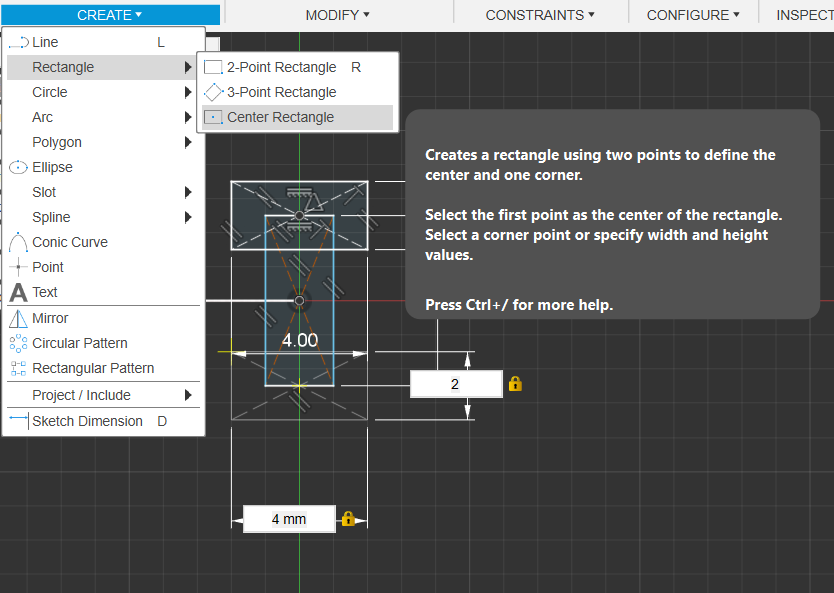 CREATE ▾
MODIFY ▾
CONSTRAINTS ▾
CONFIGURE ▾
INSPECT
Line L
Rectangle
Circle
Arc
Polygon
Ellipse
Slot
Spline
Conic Curve
Point
Text
Mirror
Circular Pattern
Rectangular Pattern
Project / Include
Sketch Dimension D
2-Point Rectangle R
3-Point Rectangle
Center Rectangle
Creates a rectangle using two points to define the
center and one corner.
Select the first point as the center of the rectangle.
Select a corner point or specify width and height
values.
Press Ctrl+/ for more help.
4.00
2
4 mm